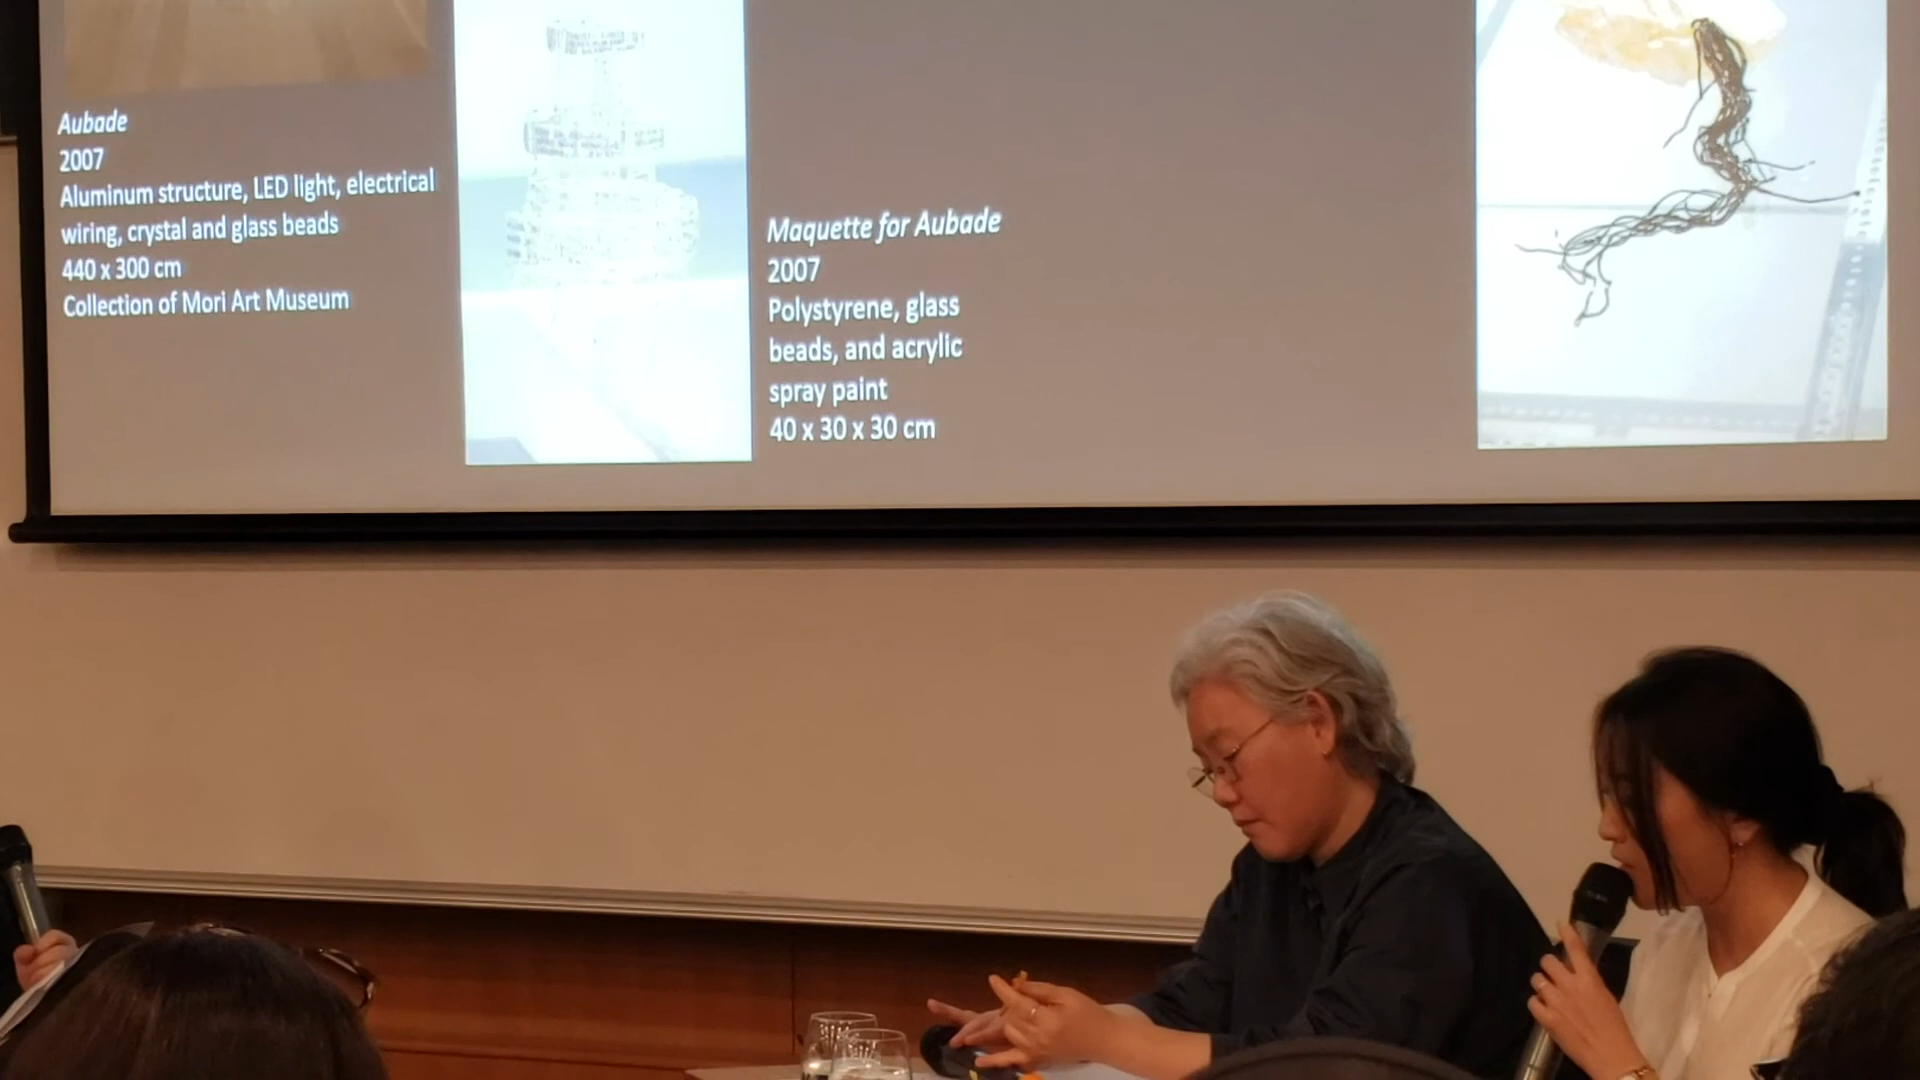 Aubade
2007
Aluminum structure, LED light, electrical
wiring, crystal and glass beads
440 x 300 cm
Collection of Mori Art Museum
Maquette for Aubade
2007
Polystyrene, glass
beads, and acrylic
spray paint
40 x 30 x 30 cm